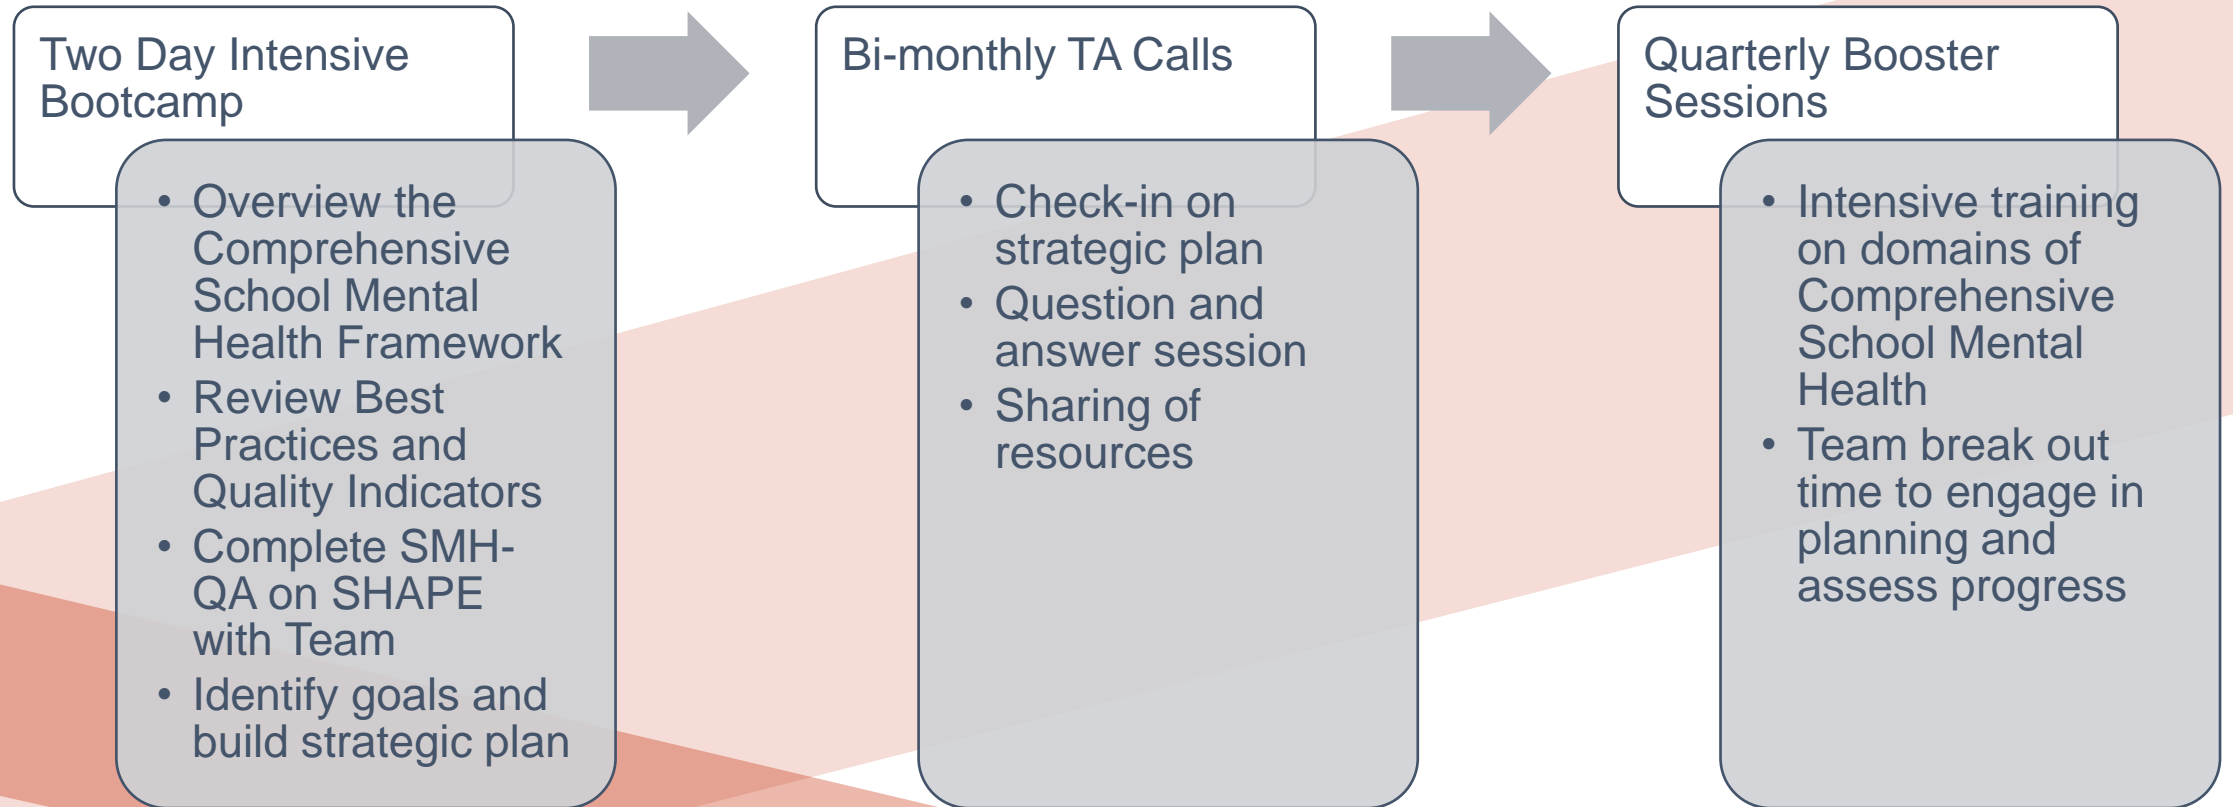 Two Day Intensive
Bootcamp
• Overview the
Comprehensive
School Mental
Health Framework
• Review Best
Practices and
Quality Indicators
• Complete SMH-
QA on SHAPE
with Team
• Identify goals and
build strategic plan
Bi-monthly TA Calls
• Check-in on
strategic plan
• Question and
answer session
• Sharing of
resources
Quarterly Booster
Sessions
• Intensive training
on domains of
Comprehensive
School Mental
Health
• Team break out
time to engage in
planning and
assess progress